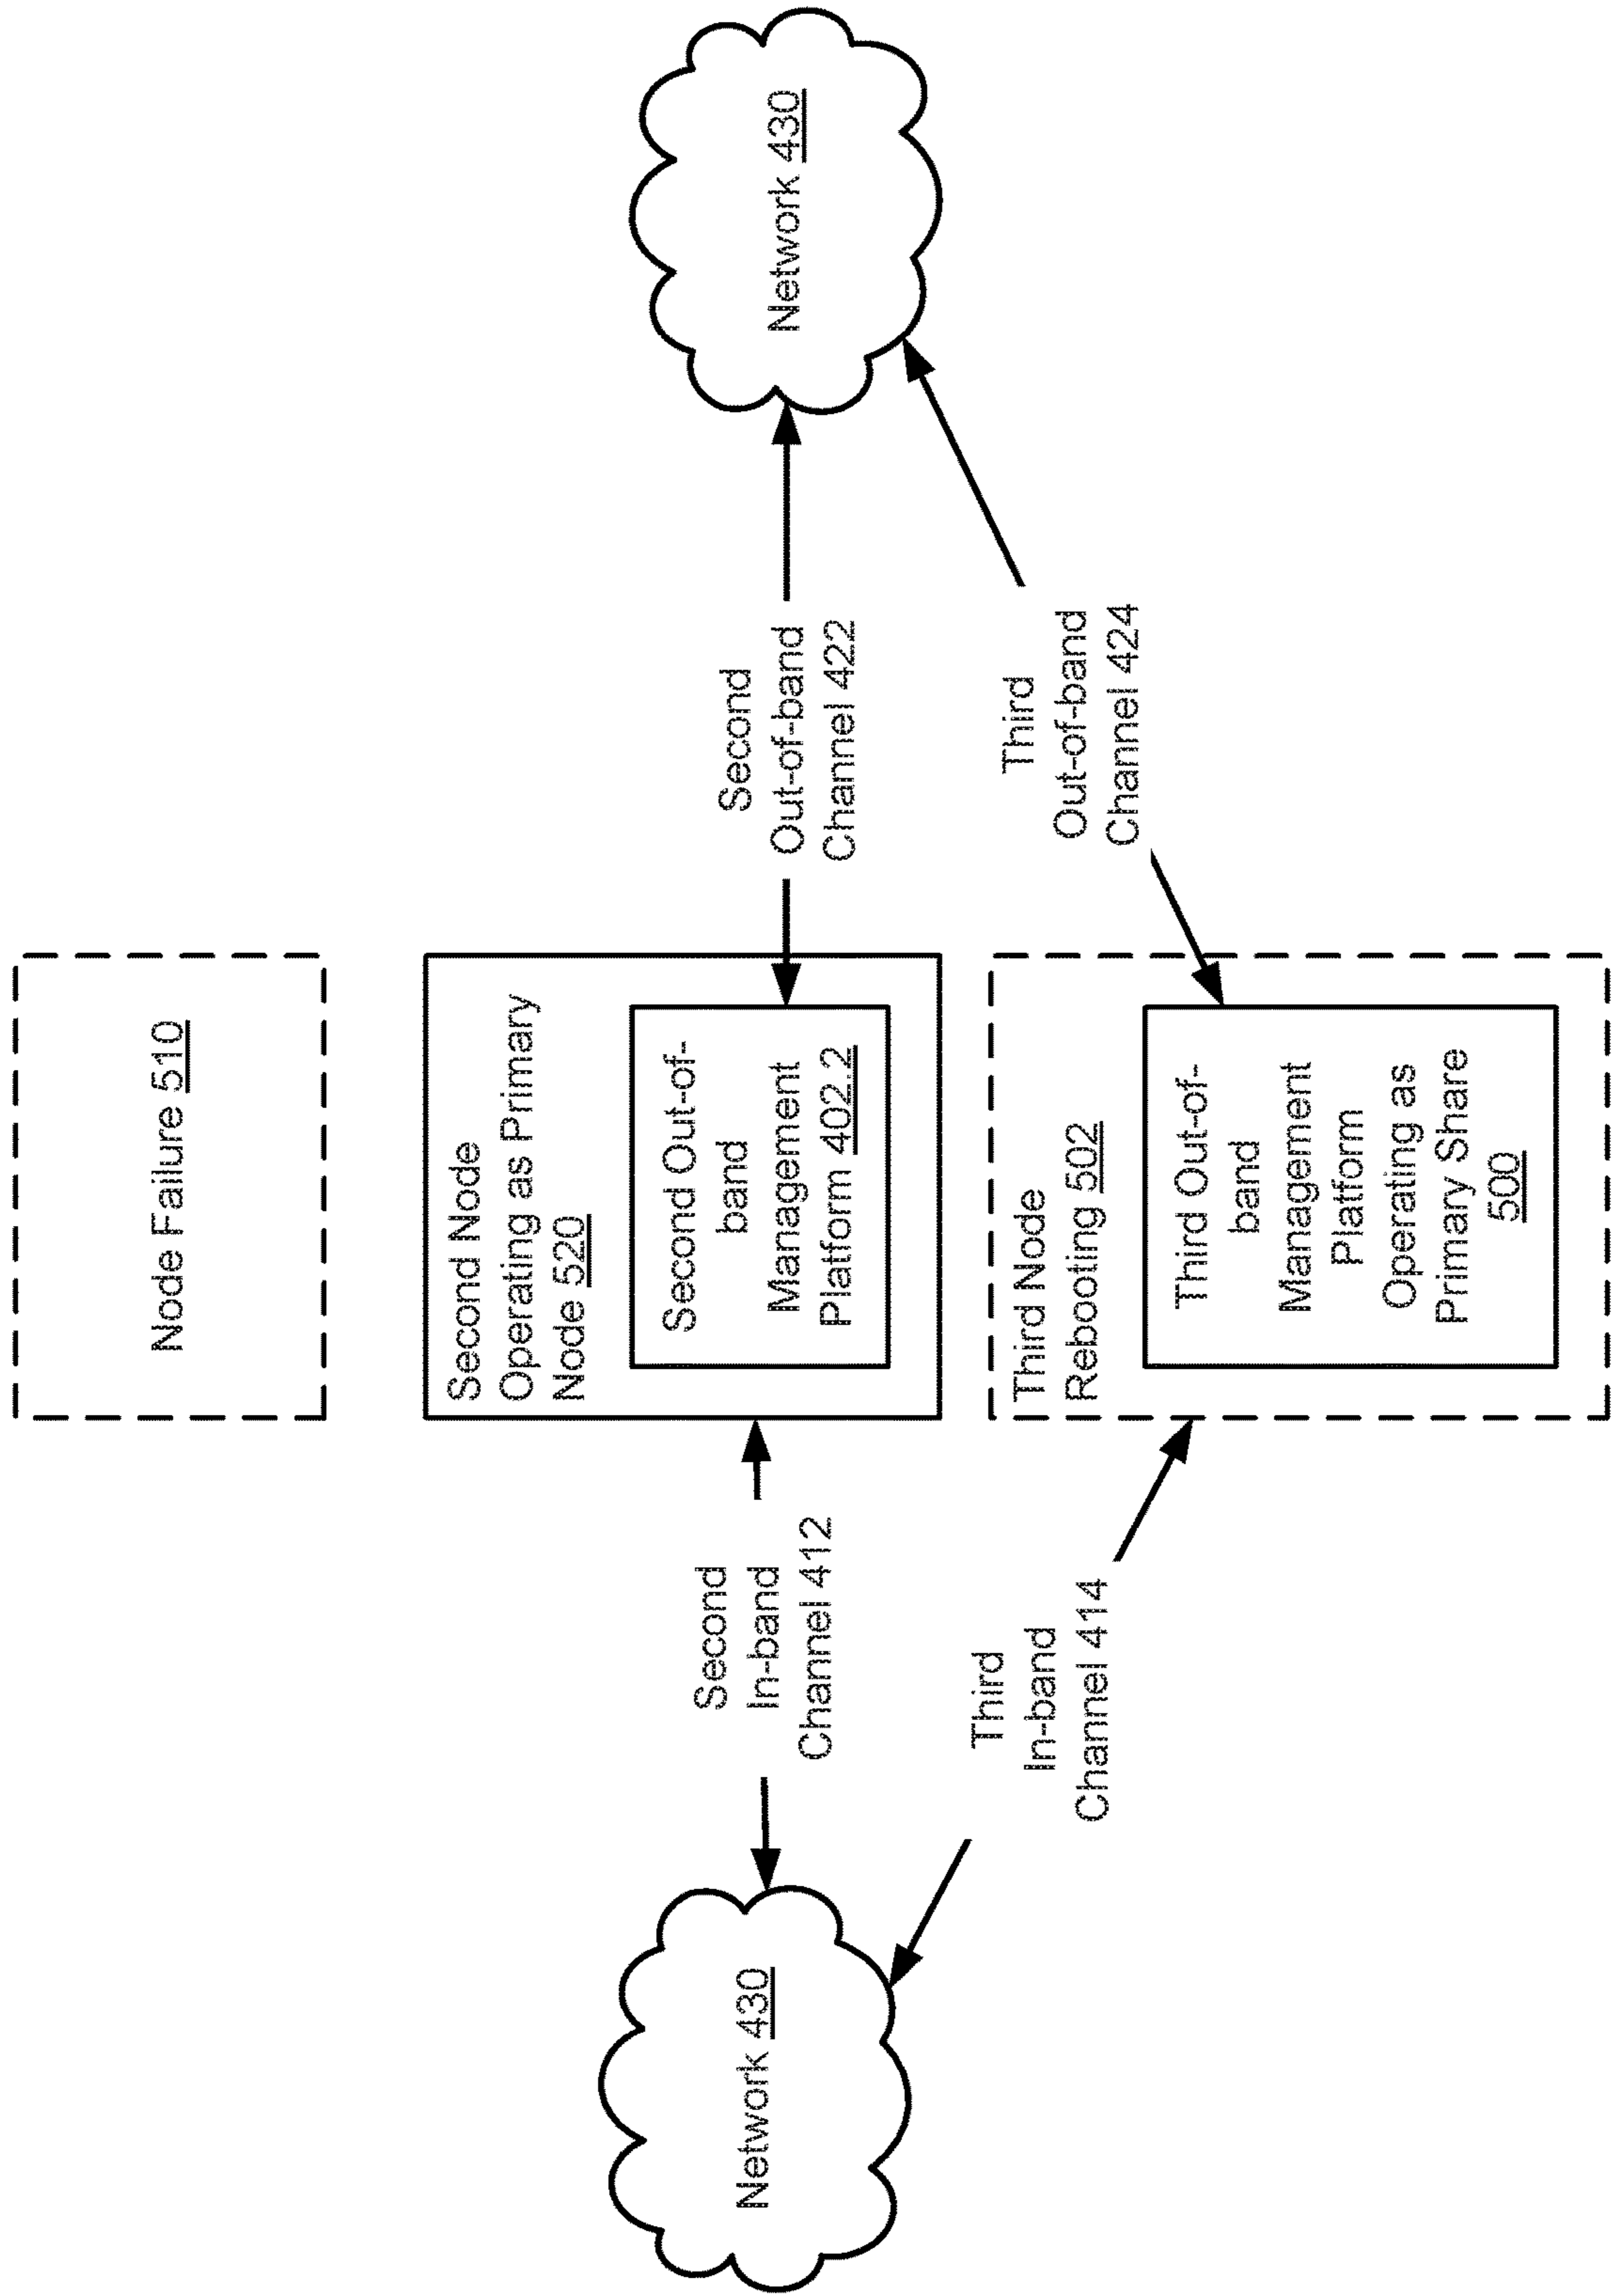 Node Failure 510
Network 430
Second
In-band
Channel 412
Second Node
Operating as Primary
Node 520
Second Out-of-
band
Management
Platform 402.2
Second
Out-of-band
Channel 422
Network 430
Third
In-band
Channel 414
Third Node
Rebooting 502
Third Out-of-
band
Management
Platform
Operating as
Primary Share
500
Third
Out-of-band
Channel 424